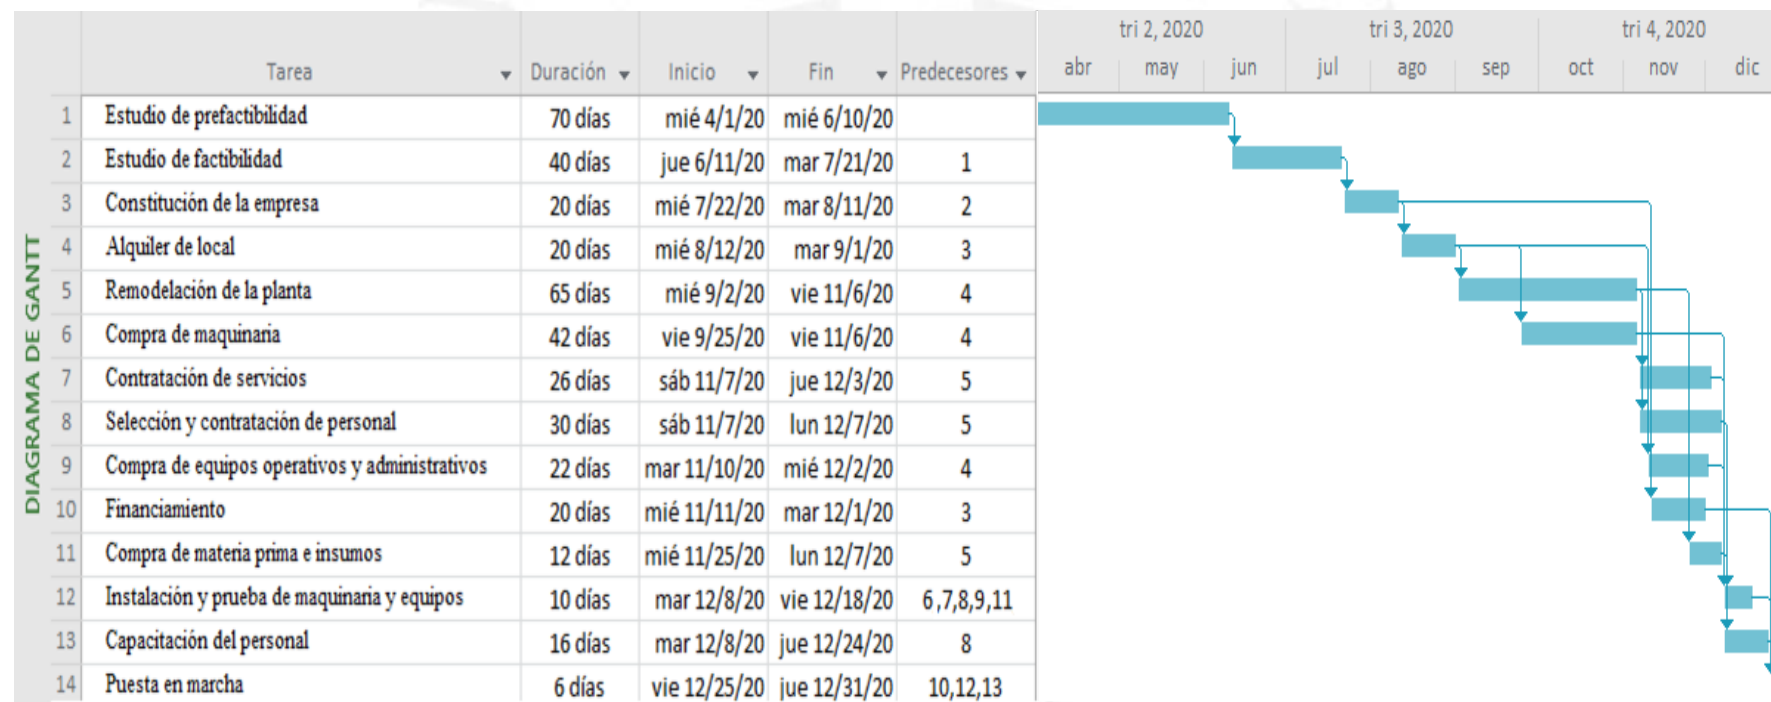 DIAGRAMA DE GANTT
tri 2, 2020 tri 3, 2020 tri 4, 2020
Tarea Duración Inicio Fin Predecesores abr may jun jul ago sep oct nov dic
1 Estudio de prefactibilidad 70 días mié 4/1/20 mié 6/10/20
2 Estudio de factibilidad 40 días jue 6/11/20 mar 7/21/20 1
3 Constitución de la empresa 20 días mié 7/22/20 mar 8/11/20 2
4 Alquiler de local 20 días mié 8/12/20 mar 9/1/20 3
5 Remodelación de la planta 65 días mié 9/2/20 vie 11/6/20 4
6 Compra de maquinaria 42 días vie 9/25/20 vie 11/6/20 4
7 Contratación de servicios 26 días sáb 11/7/20 jue 12/3/20 5
8 Selección y contratación de personal 30 días sáb 11/7/20 lun 12/7/20 5
9 Compra de equipos operativos y administrativos 22 días mar 11/10/20 mié 12/2/20 4
10 Financiamiento 20 días mié 11/11/20 mar 12/1/20 3
11 Compra de materia prima e insumos 12 días mié 11/25/20 lun 12/7/20 5
12 Instalación y prueba de maquinaria y equipos 10 días mar 12/8/20 vie 12/18/20 6,7,8,9,11
13 Capacitación del personal 16 días mar 12/8/20 jue 12/24/20 8
14 Puesta en marcha 6 días vie 12/25/20 jue 12/31/20 10,12,13